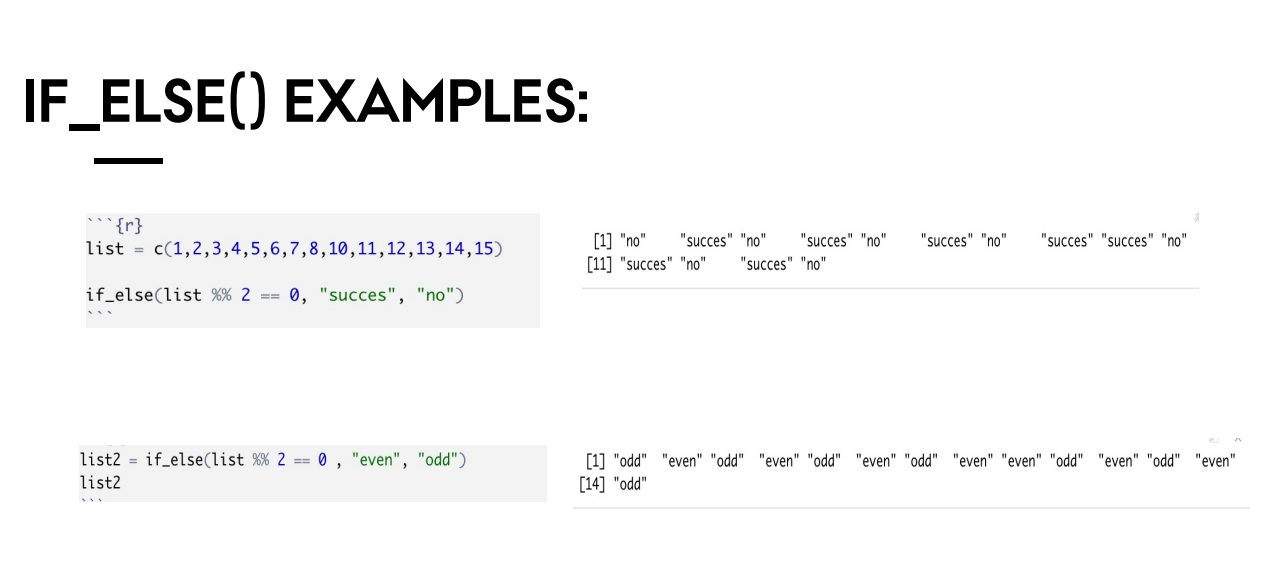 IF_ELSE() EXAMPLES:
```{r}
list = c(1,2,3,4,5,6,7,8,10,11,12,13,14,15)
if_else(list %% 2 == 0, "succes", "no")
```
[1] "no" "succes" "no" "succes" "no" "succes" "no" "succes" "succes" "no"
[11] "succes" "no" "succes" "no"
list2 = if_else(list %% 2 == 0 , "even", "odd")
list2
```
[1] "odd" "even" "odd" "even" "odd" "even" "odd" "even" "even" "odd" "even" "odd" "even"
[14] "odd"